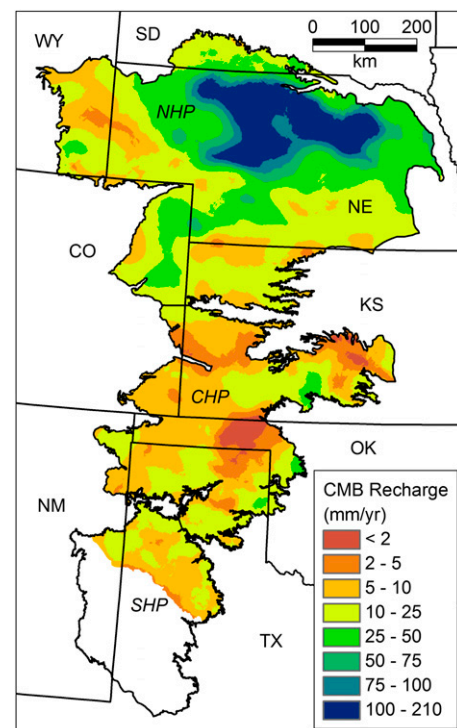 WY
SD
0 100 200
km
NHP
NE
CO
KS
CHP
OK
NM
SHP
TX
CMB Recharge
(mm/yr)
< 2
2 - 5
5 - 10
10 - 25
25 - 50
50 - 75
75 - 100
100 - 210